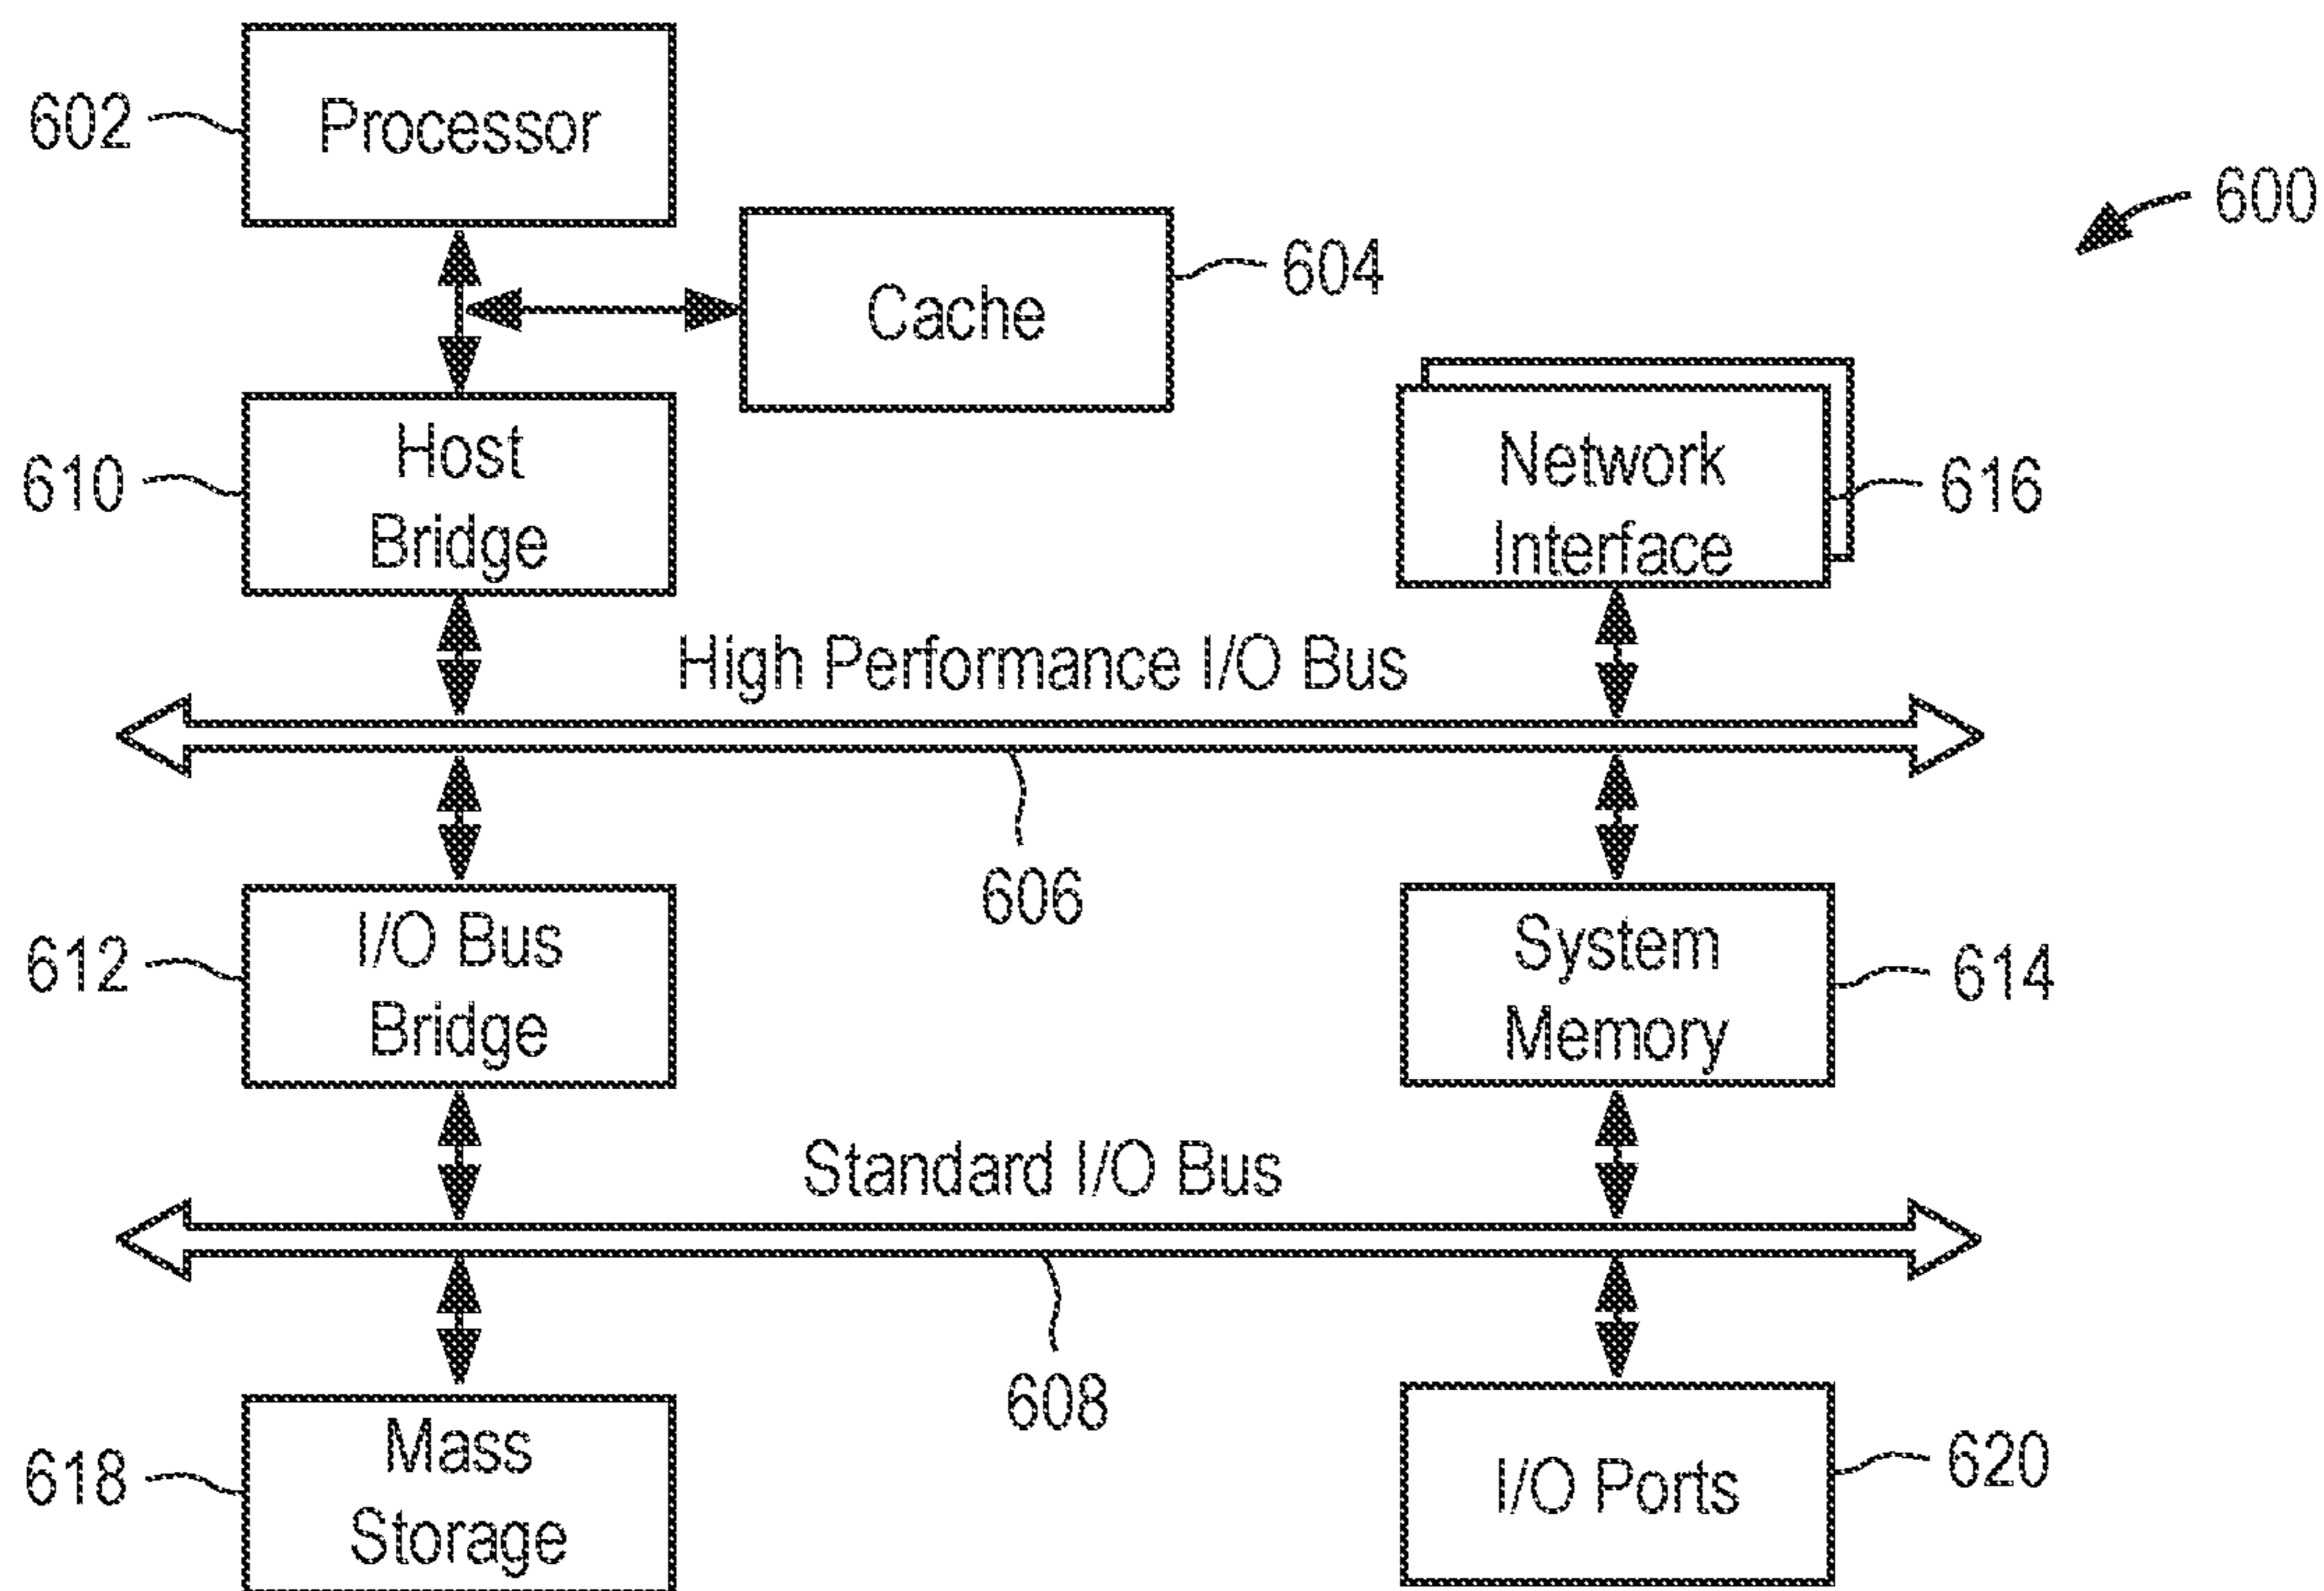 602
Processor
600
Cache
604
Host
Bridge
610
Network
Interface
616
High Performance I/O Bus
606
I/O Bus
Bridge
612
System
Memory
614
Standard I/O Bus
608
Mass
Storage
618
I/O Ports
620